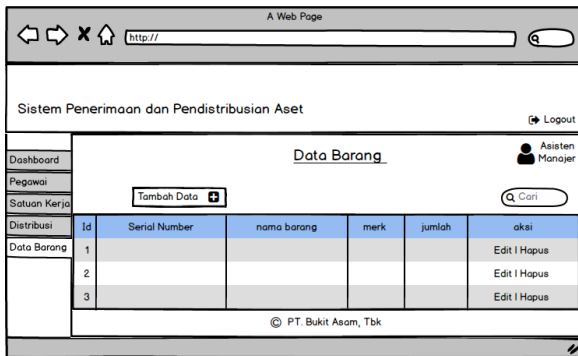 A Web Page
http://
Sistem Penerimaan dan Pendistribusian Aset
Logout
Data Barang
Asisten
Manajer
Dashboard
Pegawai
Satuan Kerja
Distribusi
Data Barang
Tambah Data
Cari
Id Serial Number nama barang merk jumlah aksi
1 Edit | Hapus
2 Edit | Hapus
3 Edit | Hapus
© PT. Bukit Asam, Tbk